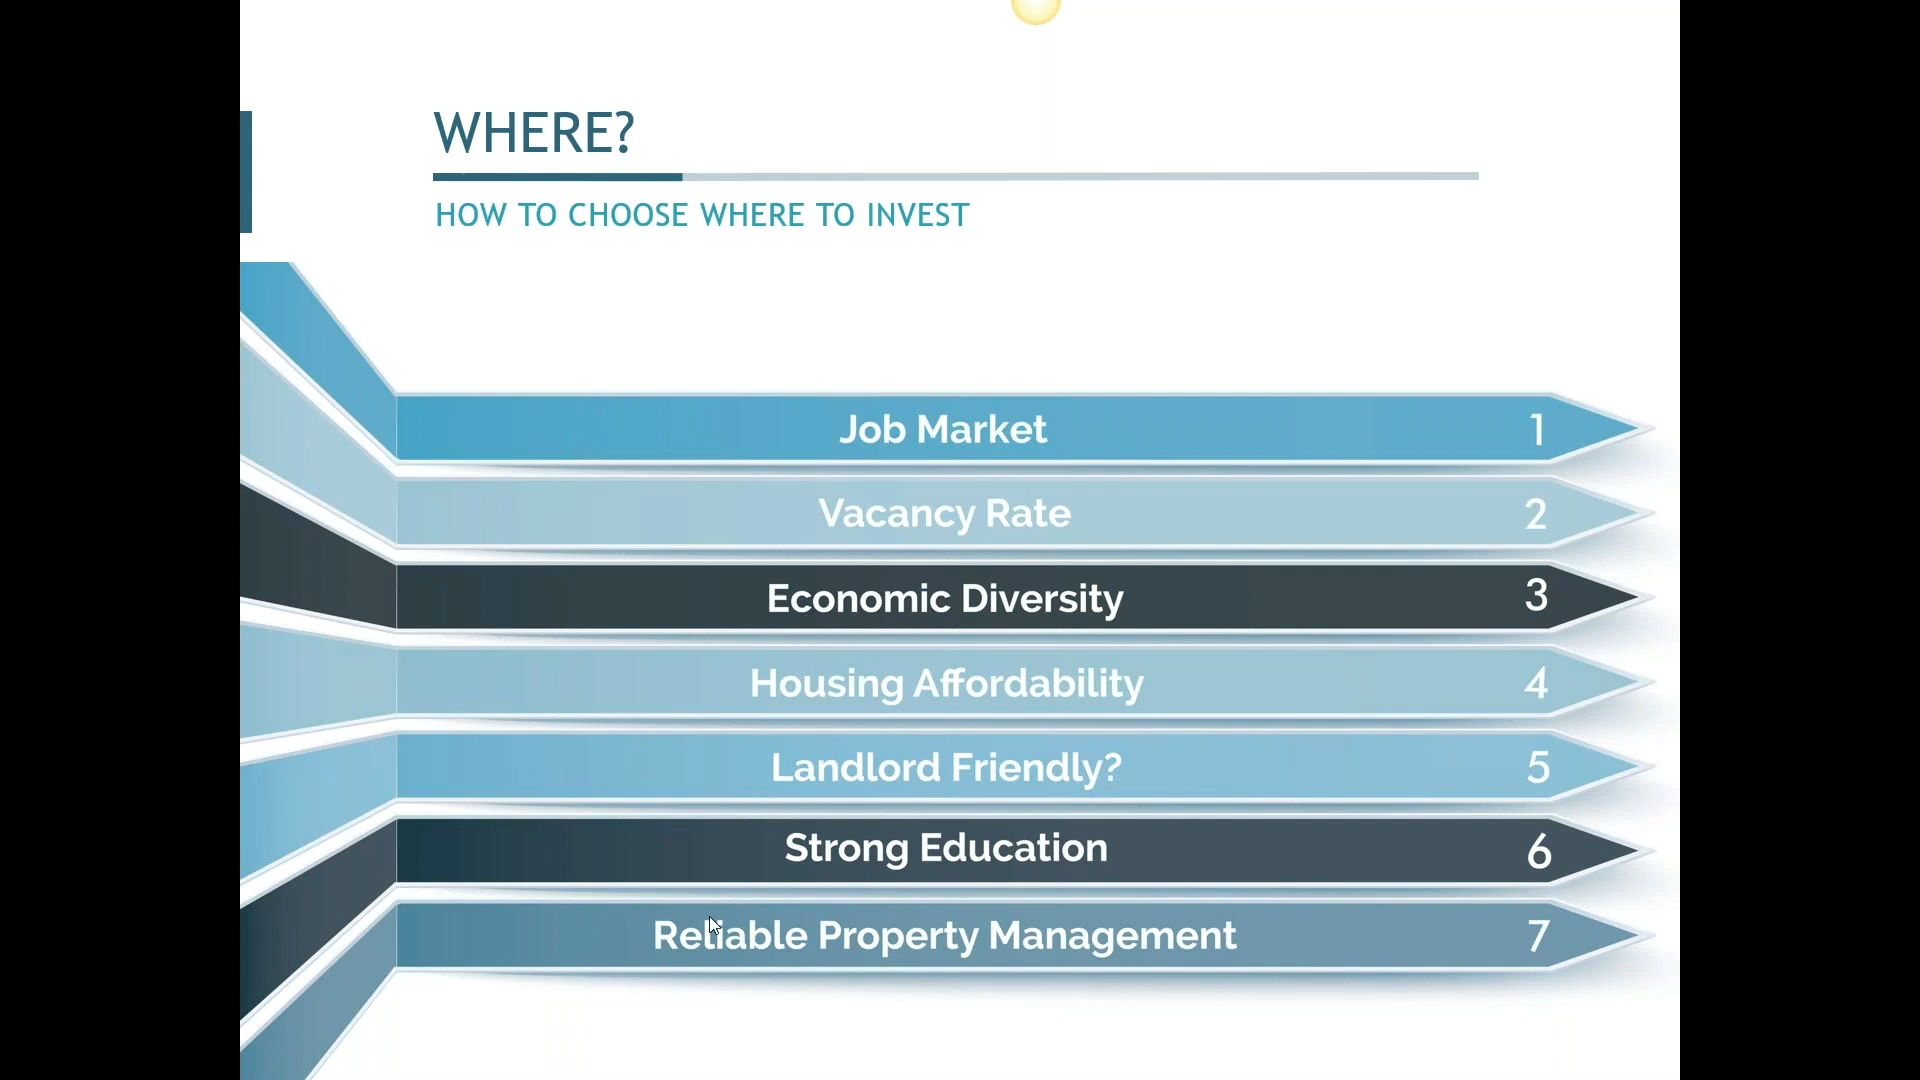 WHERE?
HOW TO CHOOSE WHERE TO INVEST
Job Market 1
Vacancy Rate 2
Economic Diversity 3
Housing Affordability 4
Landlord Friendly? 5
Strong Education 6
Reliable Property Management 7